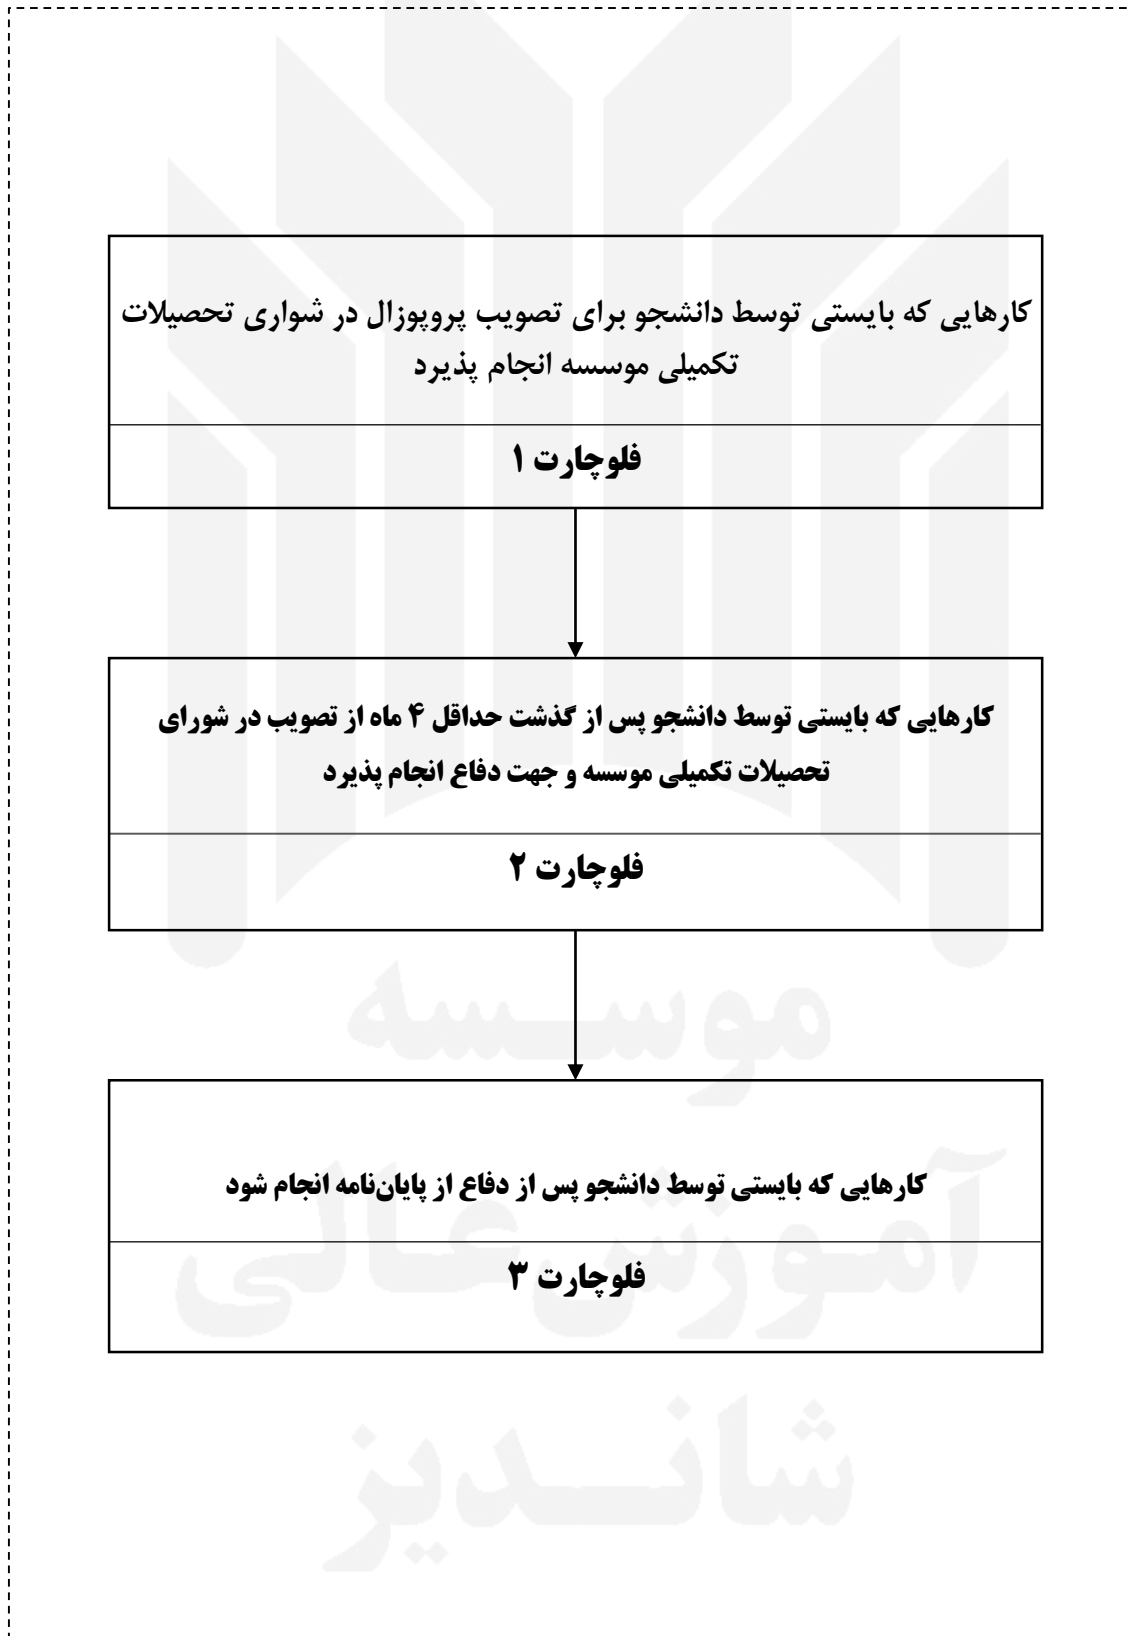 کارهایی که بایستی توسط دانشجو برای تصویب پروپوزال در شواری تحصیلات
تکمیلی موسسه انجام پذیرد
فلوچارت ۱
کارهایی که بایستی توسط دانشجو پس از گذشت حداقل ۴ ماه از تصویب در شورای
تحصیلات تکمیلی موسسه و جهت دفاع انجام پذیرد
فلوچارت ۲
موسسه
کارهایی که بایستی توسط دانشجو پس از دفاع از پایان‌نامه انجام شود
آموزش عالی
فلوچارت ۳
شاندیز